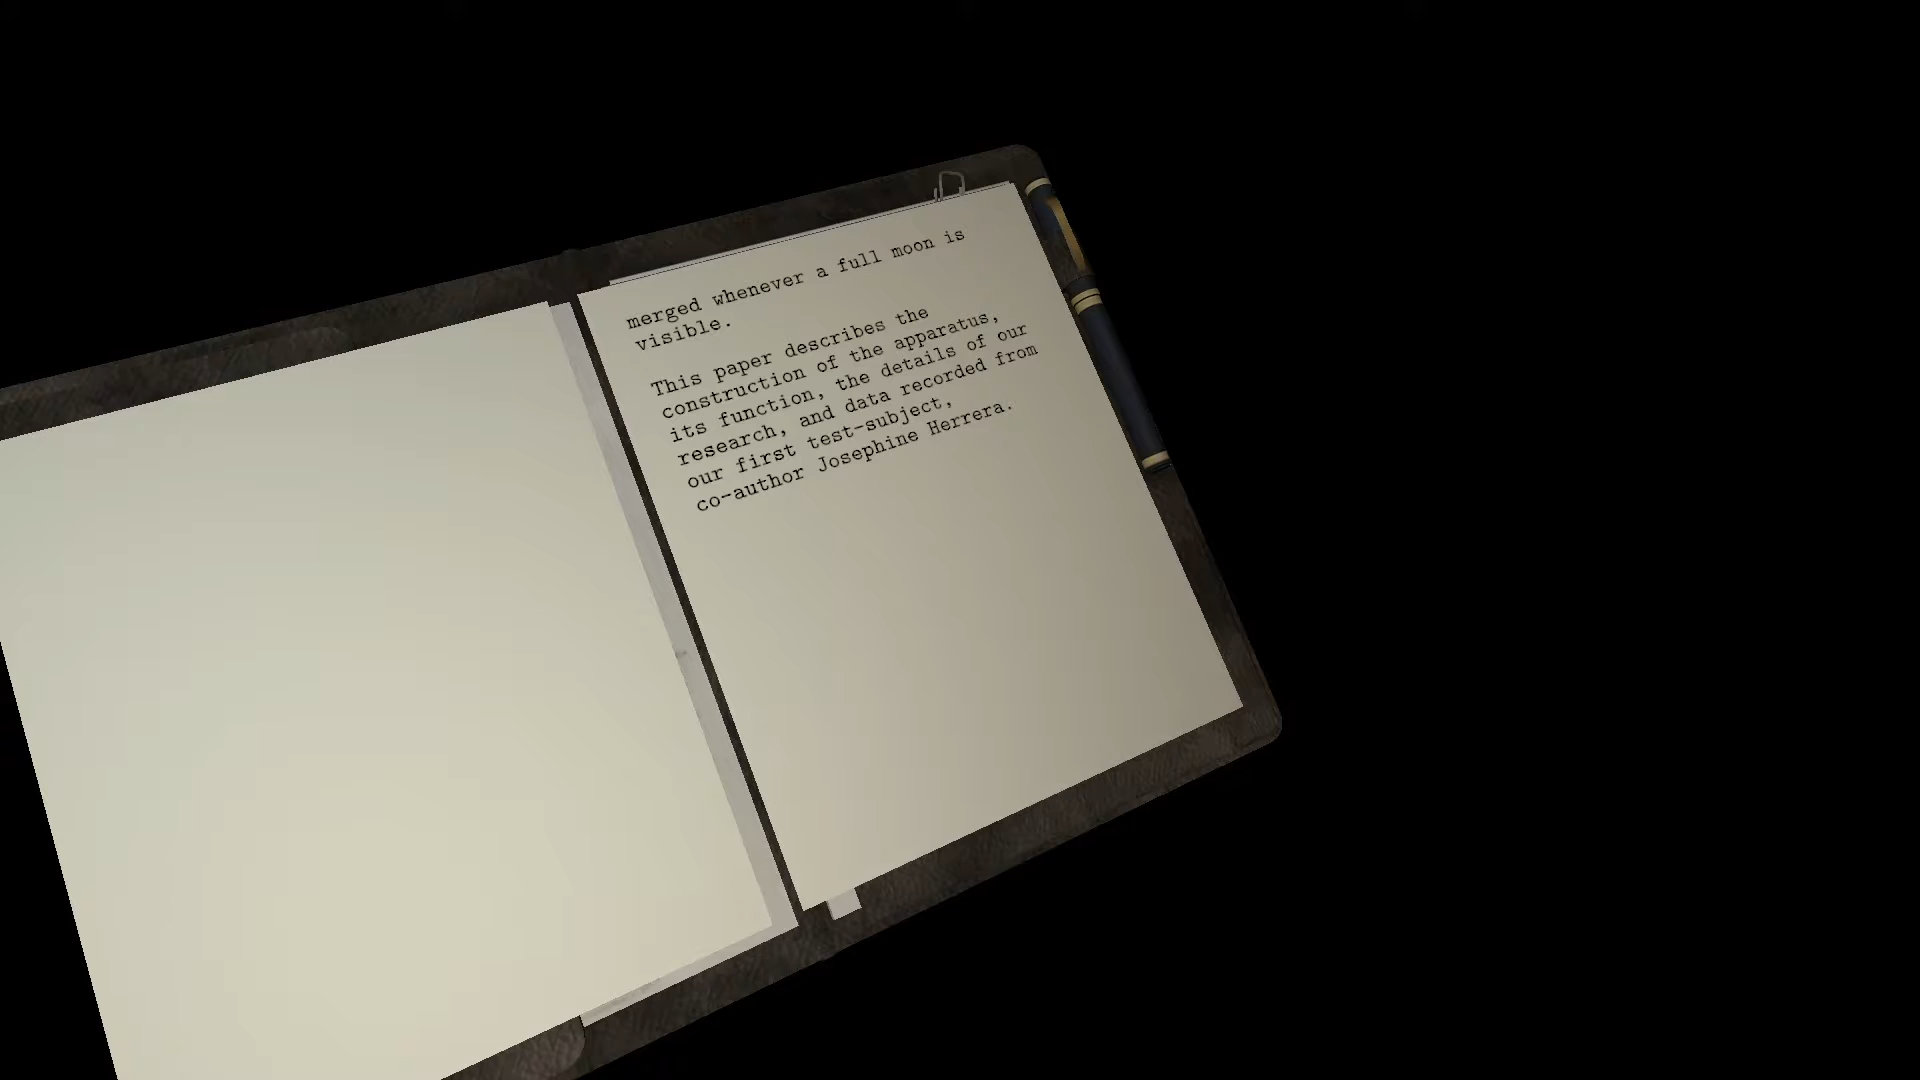 merged whenever a full moon is
visible.
This paper describes the
construction of the apparatus,
its function, the details of our
research, and data recorded from
our first test-subject,
co-author Josephine Herrera.